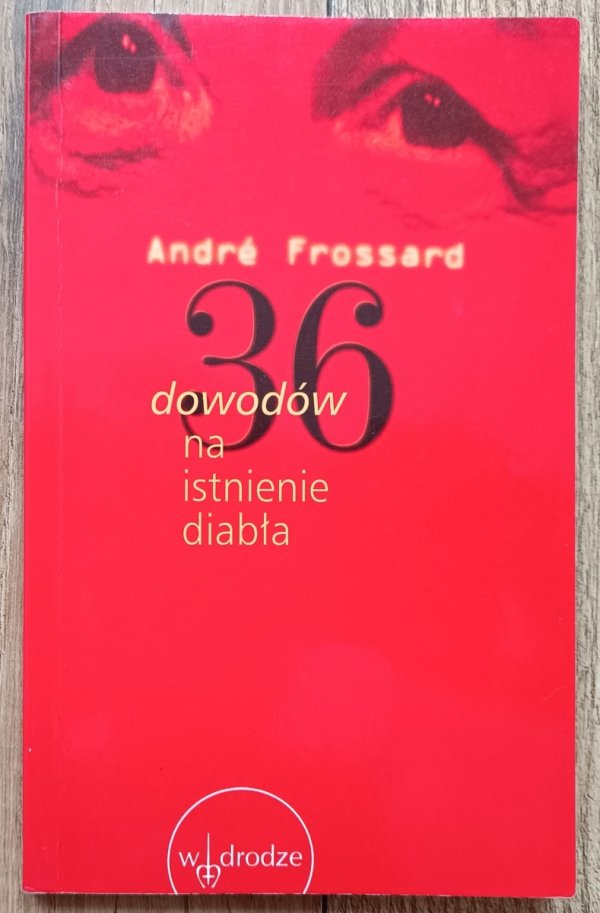 André Frossard
36
dowodów
na
istnienie
diabła
w drodze